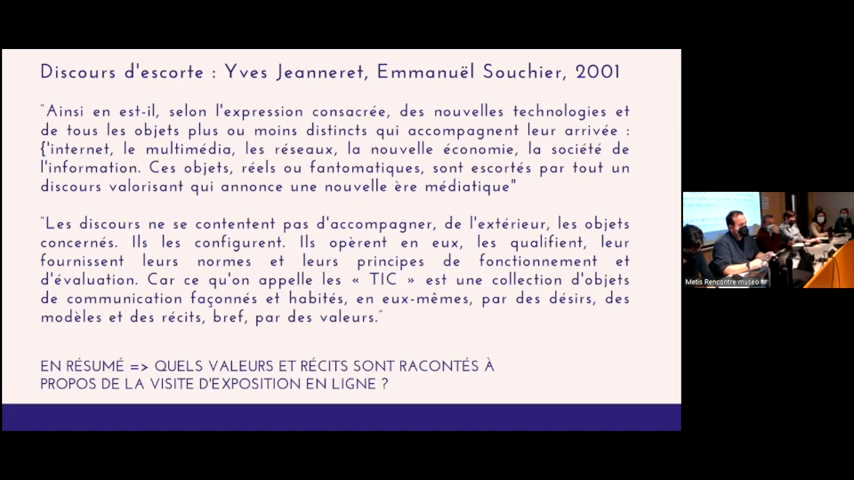 Discours d'escorte : Yves Jeanneret, Emmanuël Souchier, 2001
"Ainsi en est-il, selon l'expression consacrée, des nouvelles technologies et
de tous les objets plus ou moins distincts qui accompagnent leur arrivée :
{'internet, le multimédia, les réseaux, la nouvelle économie, la société de
l'information. Ces objets, réels ou fantomatiques, sont escortés par tout un
discours valorisant qui annonce une nouvelle ère médiatique"
"Les discours ne se contentent pas d'accompagner, de l'extérieur, les objets
concernés. Ils les configurent. Ils opèrent en eux, les qualifient, leur
fournissent leurs normes et leurs principes de fonctionnement et
d'évaluation. Car ce qu'on appelle les « TIC » est une collection d'objets
de communication façonnés et habités, en eux-mêmes, par des désirs, des
modèles et des récits, bref, par des valeurs."
EN RÉSUMÉ => QUELS VALEURS ET RÉCITS SONT RACONTÉS À
PROPOS DE LA VISITE D'EXPOSITION EN LIGNE ?
Metis Rencontre museo